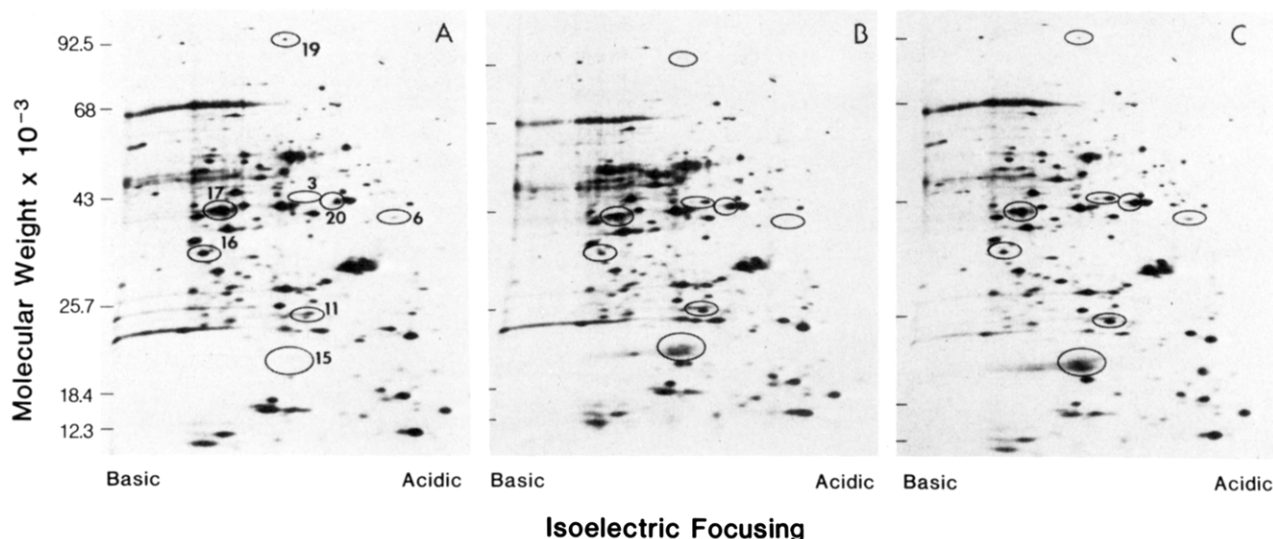 A
B
C
92.5
19
68
43
17
3
20
6
16
25.7
11
15
18.4
12.3
Molecular Weight x 10⁻³
Basic
Acidic
Basic
Acidic
Basic
Acidic
Isoelectric Focusing